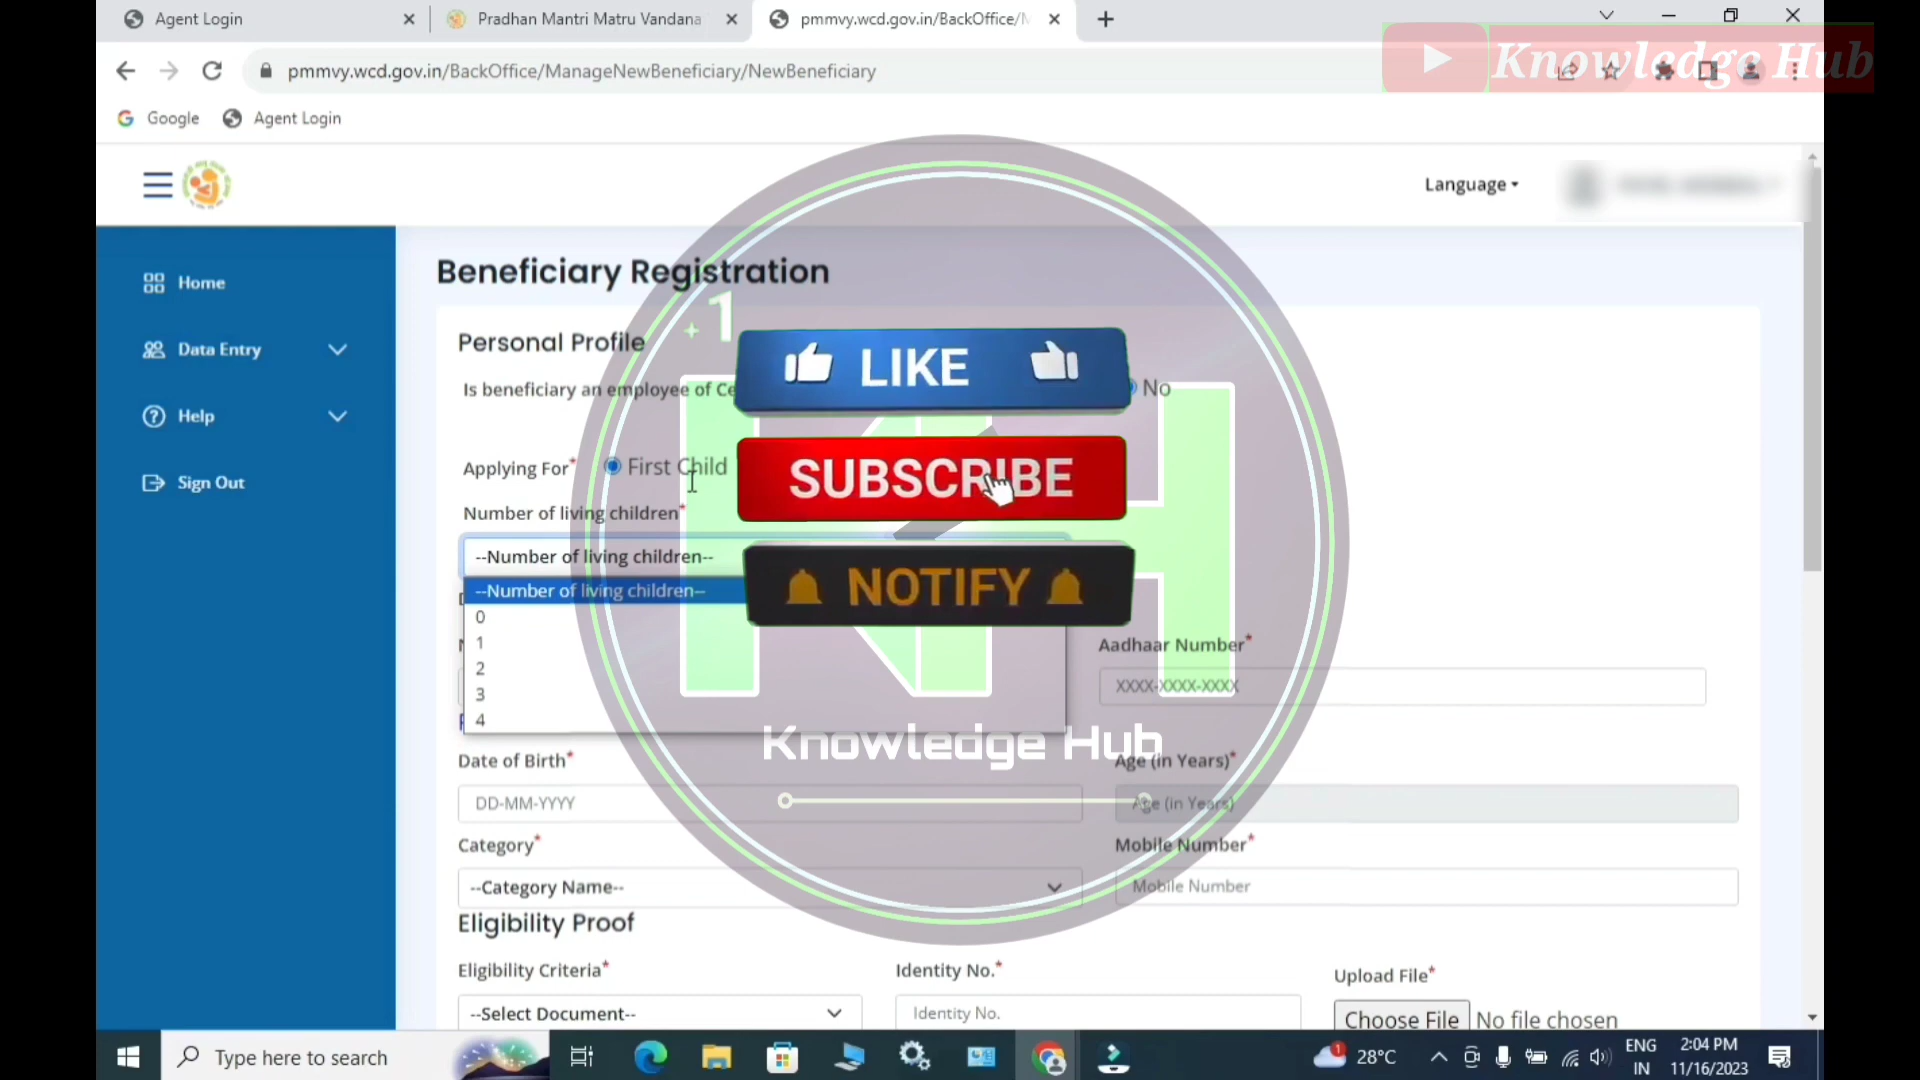 Agent Login
Pradhan Mantri Matru Vandana
pmmvy.wcd.gov.in/BackOffice/M
pmmvy.wcd.gov.in/BackOffice/ManageNewBeneficiary/NewBeneficiary
Knowledge Hub
Google
Agent Login
Language
Home
Data Entry
Help
Sign Out
Beneficiary Registration
+1
Personal Profile
LIKE
Is beneficiary an employee of Ce
No
Applying For*
First Child
SUBSCRIBE
Number of living children*
--Number of living children--
NOTIFY
--Number of living children--
0
1
2
3
4
KH
Aadhaar Number*
XXXX-XXXX-XXXX
Knowledge Hub
Date of Birth*
Age (in Years)*
DD-MM-YYYY
Age (in Years)
Category*
Mobile Number*
--Category Name--
Mobile Number
Eligibility Proof
Eligibility Criteria*
Identity No.*
Upload File*
--Select Document--
Identity No.
Choose File No file chosen
Type here to search
1
28°C
ENG
IN
2:04 PM
11/16/2023